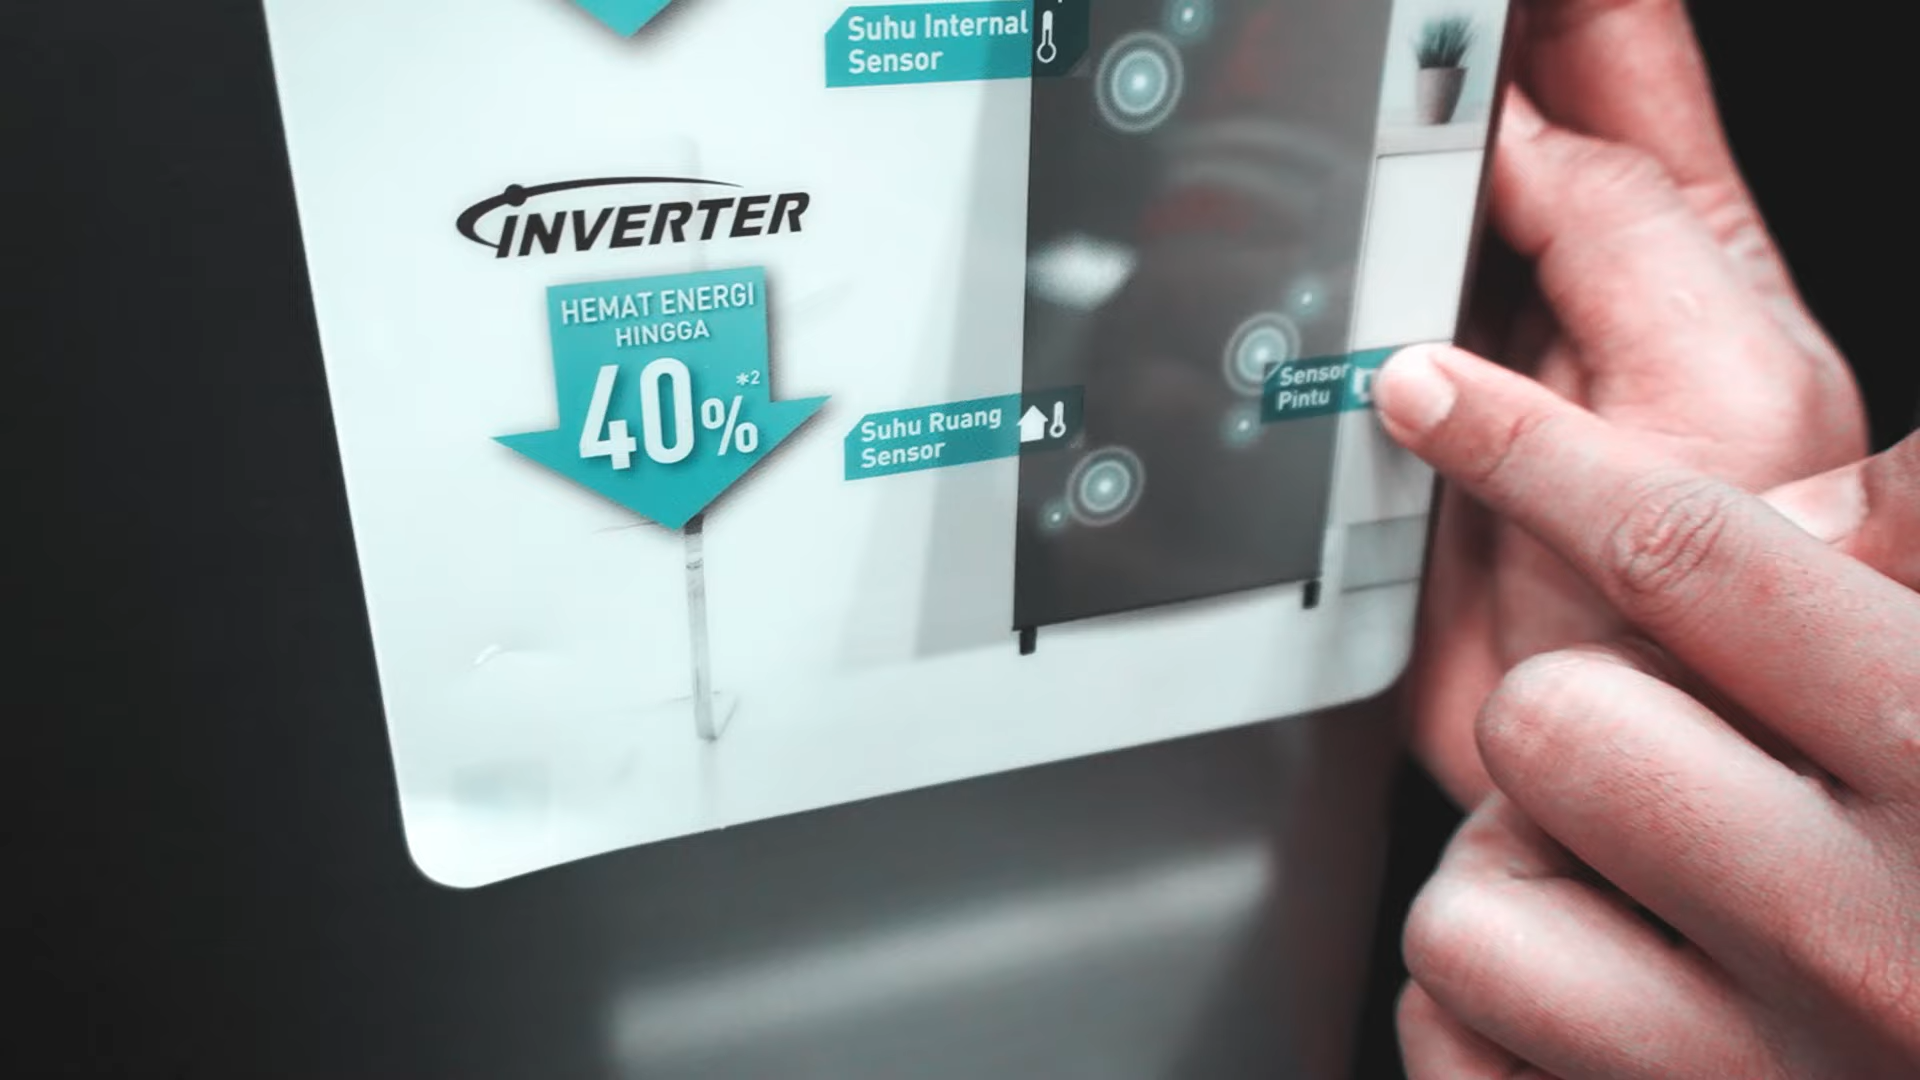 Suhu Internal
Sensor
INVERTER
HEMAT ENERGI
HINGGA
40%*2
Suhu Ruang
Sensor
Sensor
Pintu